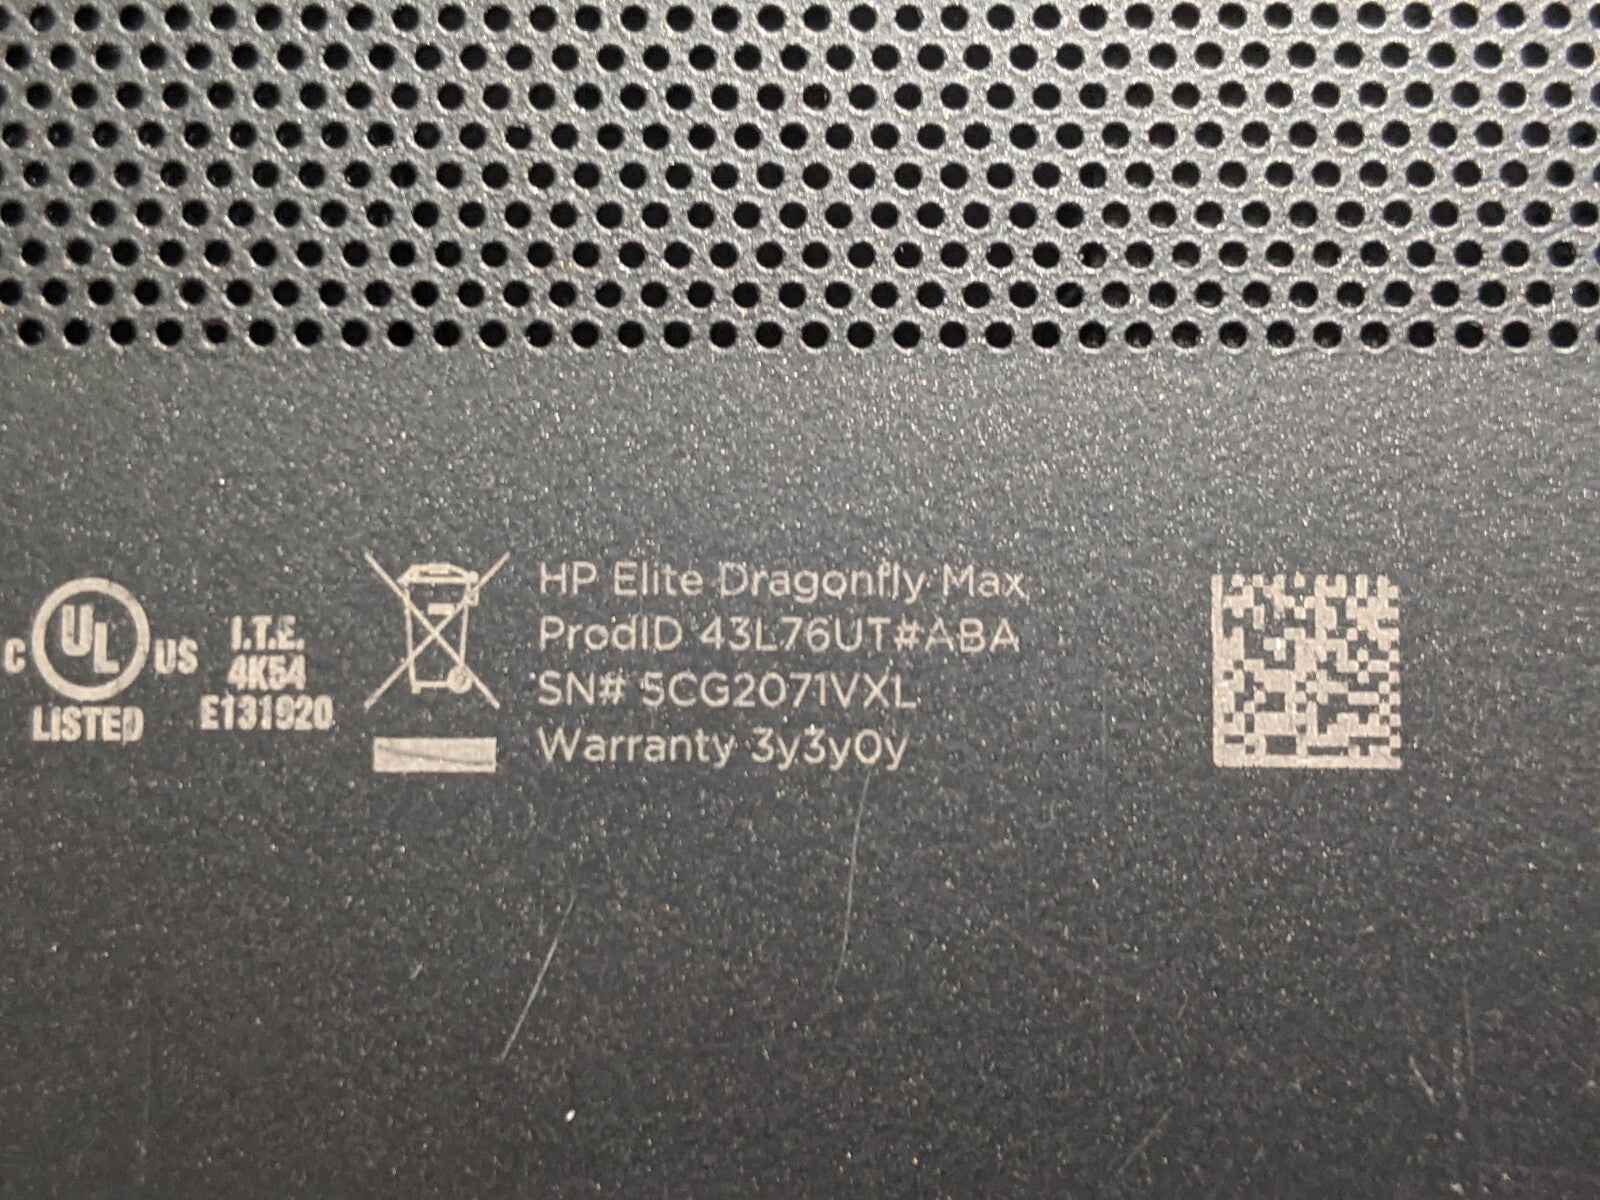 HP Elite Dragonfly Max
ProdID 43L76UT#ABA
SN# 5CG2071VXL
Warranty 3y3y0y
C UL US
LISTED
I.T.E.
4K54
E131920